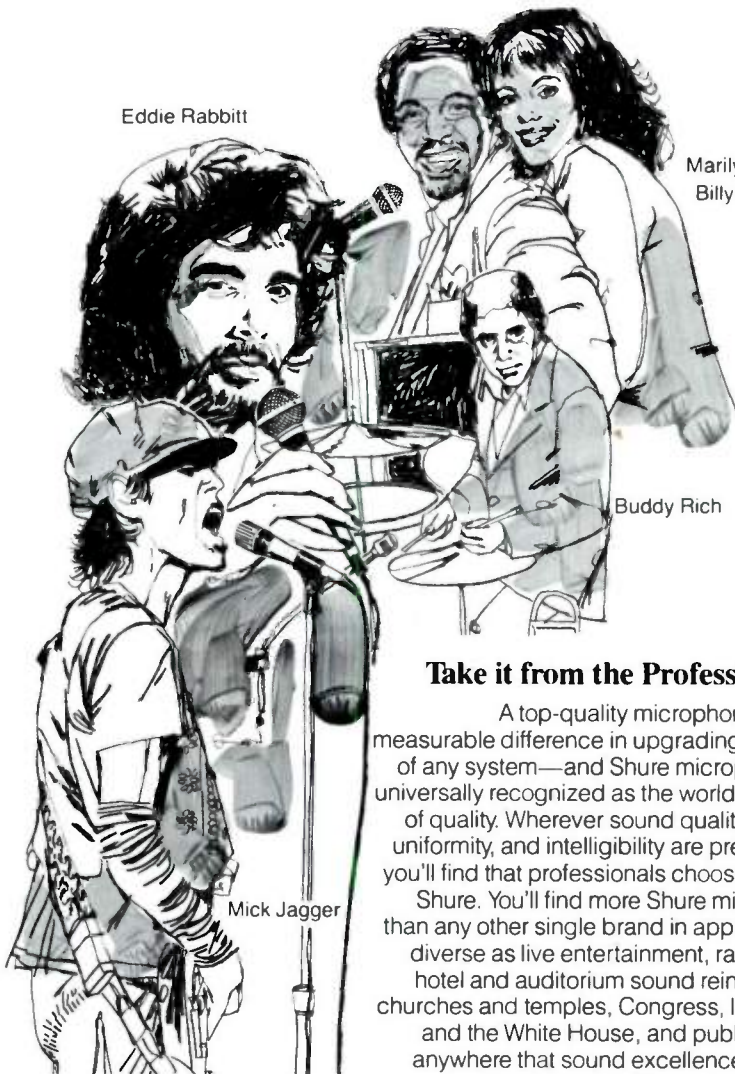 Eddie Rabbitt
Marily
Billy
Buddy Rich
Mick Jagger
Take it from the Profess
A top-quality microphon
measurable difference in upgrading
of any system—and Shure microp
universally recognized as the world
of quality. Wherever sound qualit
uniformity, and intelligibility are pre
you'll find that professionals choos
Shure. You'll find more Shure mi
than any other single brand in app
diverse as live entertainment, ra
hotel and auditorium sound rein
churches and temples, Congress,
and the White House, and publ
anywhere that sound excellence